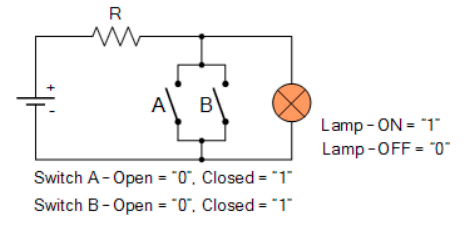 R
+
-
A B
Lamp - ON = "1"
Lamp - OFF = "0"
Switch A - Open = "0", Closed = "1"
Switch B - Open = "0", Closed = "1"